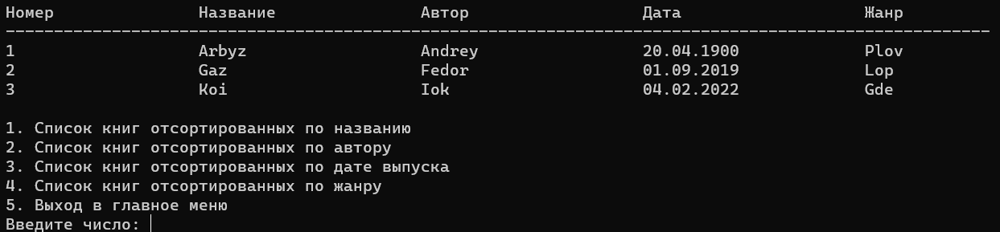 Номер Название Автор Дата Жанр
------------------------------------------------------------------------------------------------------
1 Arbyz Andrey 20.04.1900 Plov
2 Gaz Fedor 01.09.2019 Lop
3 Koi Iok 04.02.2022 Gde
1. Список книг отсортированных по названию
2. Список книг отсортированных по автору
3. Список книг отсортированных по дате выпуска
4. Список книг отсортированных по жанру
5. Выход в главное меню
Введите число: